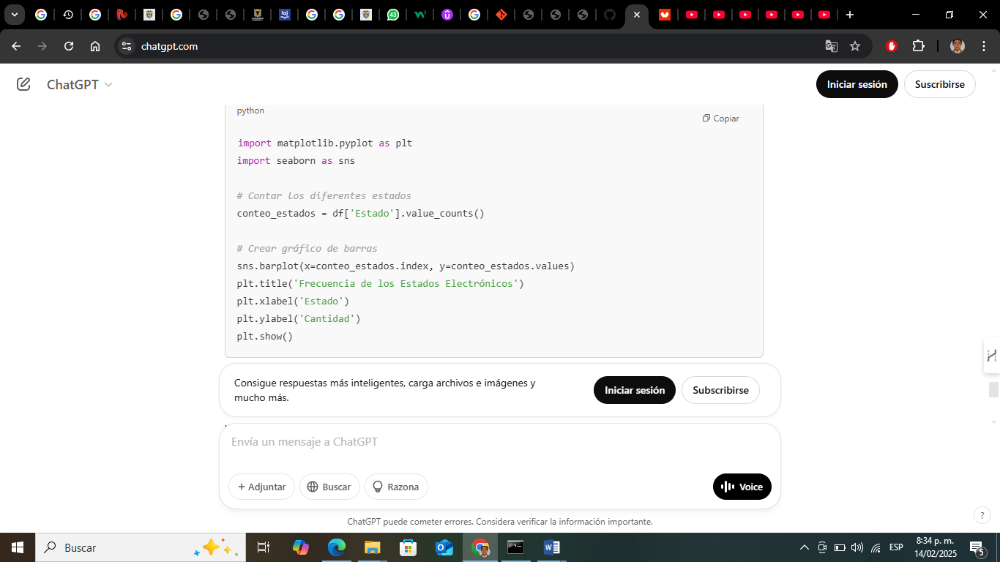 43
chatgpt.com
ChatGPT
Iniciar sesión
Suscribirse
python
Copiar
import matplotlib.pyplot as plt
import seaborn as sns
# Contar los diferentes estados
conteo_estados = df['Estado'].value_counts()
# Crear gráfico de barras
sns.barplot(x=conteo_estados.index, y=conteo_estados.values)
plt.title('Frecuencia de los Estados Electrónicos')
plt.xlabel('Estado')
plt.ylabel('Cantidad')
plt.show()
Consigue respuestas más inteligentes, carga archivos e imágenes y
mucho más.
Iniciar sesión
Subscribirse
Envía un mensaje a ChatGPT
+ Adjuntar
Buscar
Razona
Voice
ChatGPT puede cometer errores. Considera verificar la información importante.
?
Buscar
ESP
8:34 p. m.
14/02/2025
5